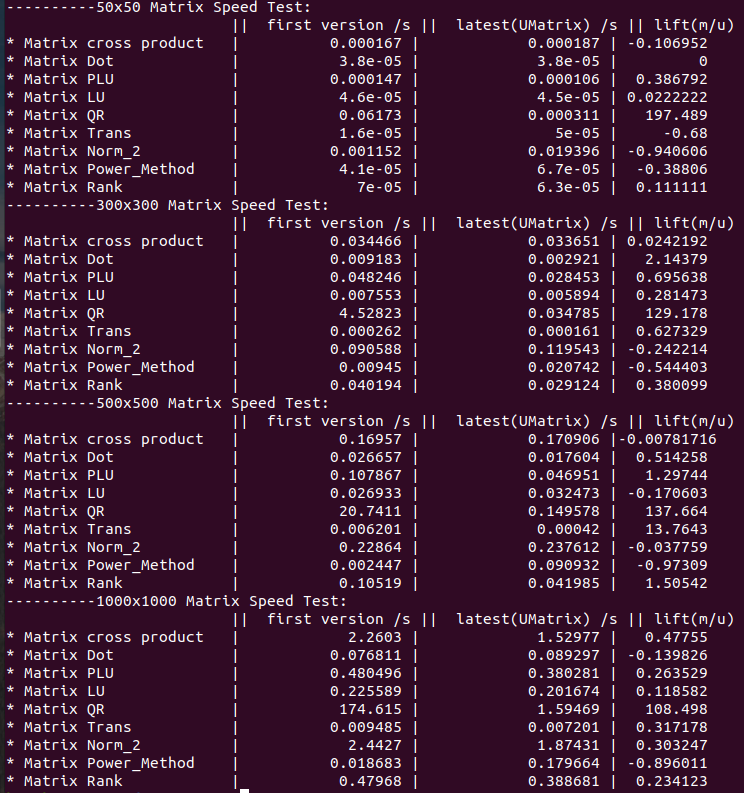 ----------50x50 Matrix Speed Test:
|| first version /s || latest(UMatrix) /s || lift(m/u)
* Matrix cross product | 0.000167 | 0.000187 | -0.106952
* Matrix Dot | 3.8e-05 | 3.8e-05 | 0
* Matrix PLU | 0.000147 | 0.000106 | 0.386792
* Matrix LU | 4.6e-05 | 4.5e-05 | 0.0222222
* Matrix QR | 0.06173 | 0.000311 | 197.489
* Matrix Trans | 1.6e-05 | 5e-05 | -0.68
* Matrix Norm_2 | 0.001152 | 0.019396 | -0.940606
* Matrix Power_Method | 4.1e-05 | 6.7e-05 | -0.38806
* Matrix Rank | 7e-05 | 6.3e-05 | 0.111111
----------300x300 Matrix Speed Test:
|| first version /s || latest(UMatrix) /s || lift(m/u)
* Matrix cross product | 0.034466 | 0.033651 | 0.0242192
* Matrix Dot | 0.009183 | 0.002921 | 2.14379
* Matrix PLU | 0.048246 | 0.028453 | 0.695638
* Matrix LU | 0.007553 | 0.005894 | 0.281473
* Matrix QR | 4.52823 | 0.034785 | 129.178
* Matrix Trans | 0.000262 | 0.000161 | 0.627329
* Matrix Norm_2 | 0.090588 | 0.119543 | -0.242214
* Matrix Power_Method | 0.00945 | 0.020742 | -0.544403
* Matrix Rank | 0.040194 | 0.029124 | 0.380099
----------500x500 Matrix Speed Test:
|| first version /s || latest(UMatrix) /s || lift(m/u)
* Matrix cross product | 0.16957 | 0.170906 |-0.00781716
* Matrix Dot | 0.026657 | 0.017604 | 0.514258
* Matrix PLU | 0.107867 | 0.046951 | 1.29744
* Matrix LU | 0.026933 | 0.032473 | -0.170603
* Matrix QR | 20.7411 | 0.149578 | 137.664
* Matrix Trans | 0.006201 | 0.00042 | 13.7643
* Matrix Norm_2 | 0.22864 | 0.237612 | -0.037759
* Matrix Power_Method | 0.002447 | 0.090932 | -0.97309
* Matrix Rank | 0.10519 | 0.041985 | 1.50542
----------1000x1000 Matrix Speed Test:
|| first version /s || latest(UMatrix) /s || lift(m/u)
* Matrix cross product | 2.2603 | 1.52977 | 0.47755
* Matrix Dot | 0.076811 | 0.089297 | -0.139826
* Matrix PLU | 0.480496 | 0.380281 | 0.263529
* Matrix LU | 0.225589 | 0.201674 | 0.118582
* Matrix QR | 174.615 | 1.59469 | 108.498
* Matrix Trans | 0.009485 | 0.007201 | 0.317178
* Matrix Norm_2 | 2.4427 | 1.87431 | 0.303247
* Matrix Power_Method | 0.018683 | 0.179664 | -0.896011
* Matrix Rank | 0.47968 | 0.388681 | 0.234123